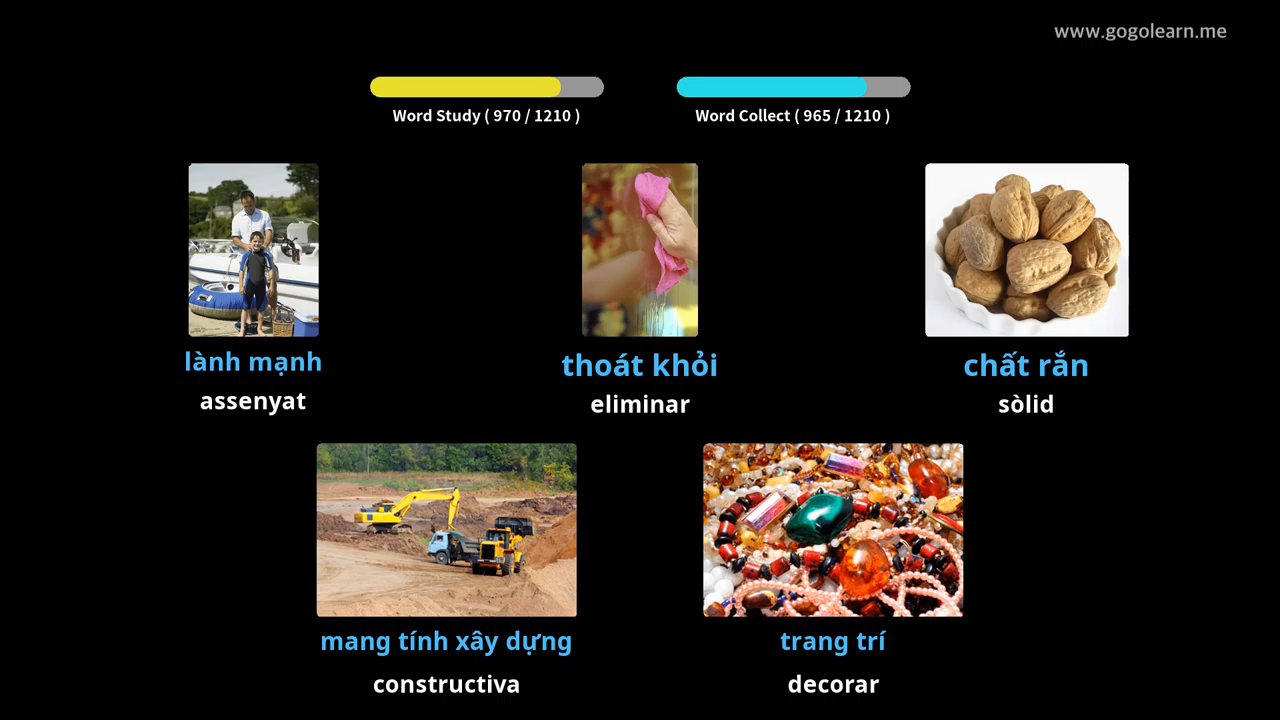 www.gogolearn.me
Word Study ( 970 / 1210 )
Word Collect ( 965 / 1210 )
lành mạnh
assenyat
thoát khỏi
eliminar
chất rắn
sòlid
mang tính xây dựng
constructiva
trang trí
decorar